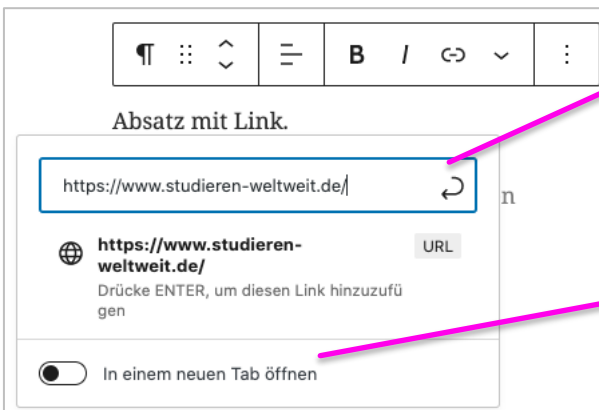 ¶ B I
Absatz mit Link.
https://www.studieren-weltweit.de/
n
https://www.studieren- URL
weltweit.de/
Drücke ENTER, um diesen Link hinzuzufü
gen
In einem neuen Tab öffnen